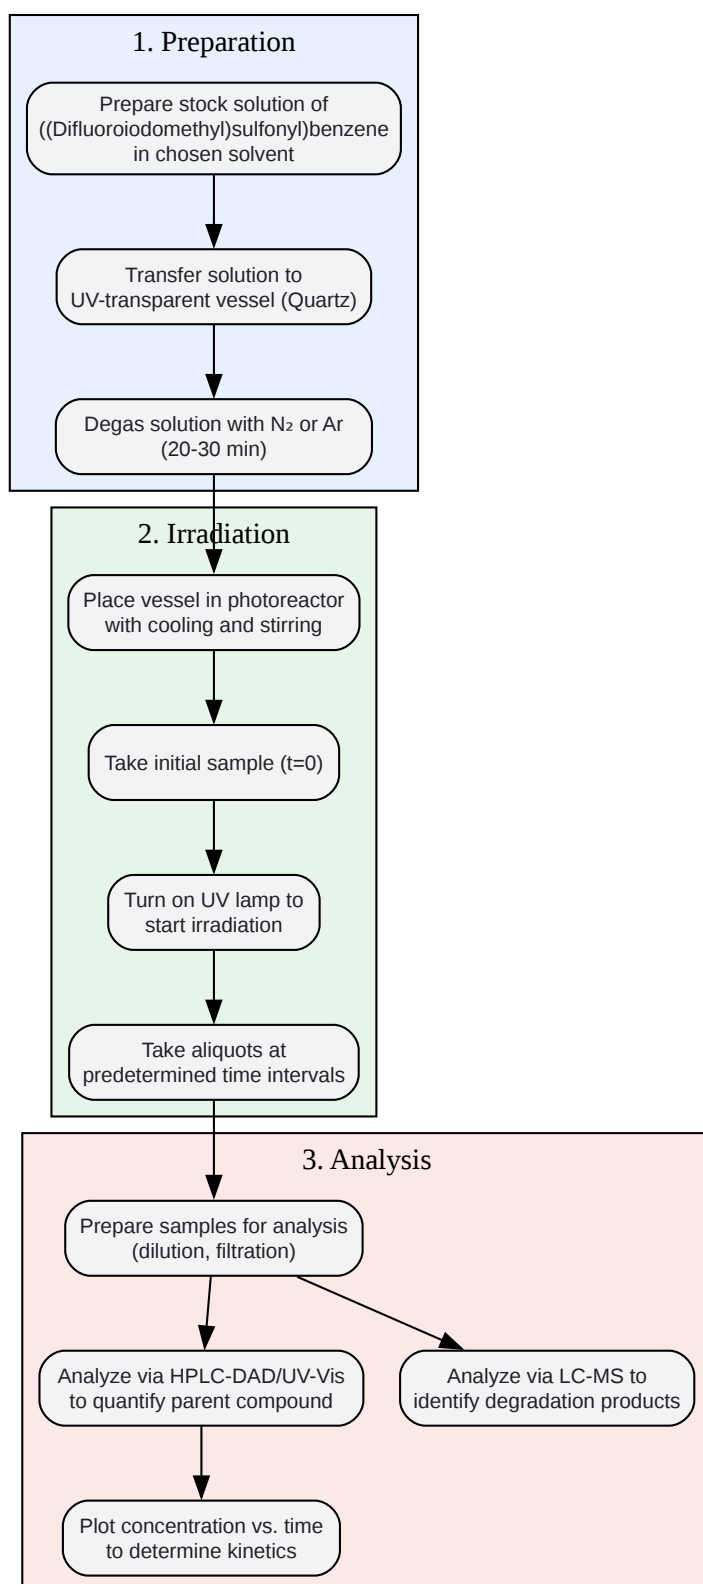 1. Preparation
Prepare stock solution of
((Difluoroiodomethyl)sulfonyl)benzene
in chosen solvent
Transfer solution to
UV-transparent vessel (Quartz)
Degas solution with N₂ or Ar
(20-30 min)
2. Irradiation
Place vessel in photoreactor
with cooling and stirring
Take initial sample (t=0)
Turn on UV lamp to
start irradiation
Take aliquots at
predetermined time intervals
3. Analysis
Prepare samples for analysis
(dilution, filtration)
Analyze via HPLC-DAD/UV-Vis
to quantify parent compound
Analyze via LC-MS to
identify degradation products
Plot concentration vs. time
to determine kinetics